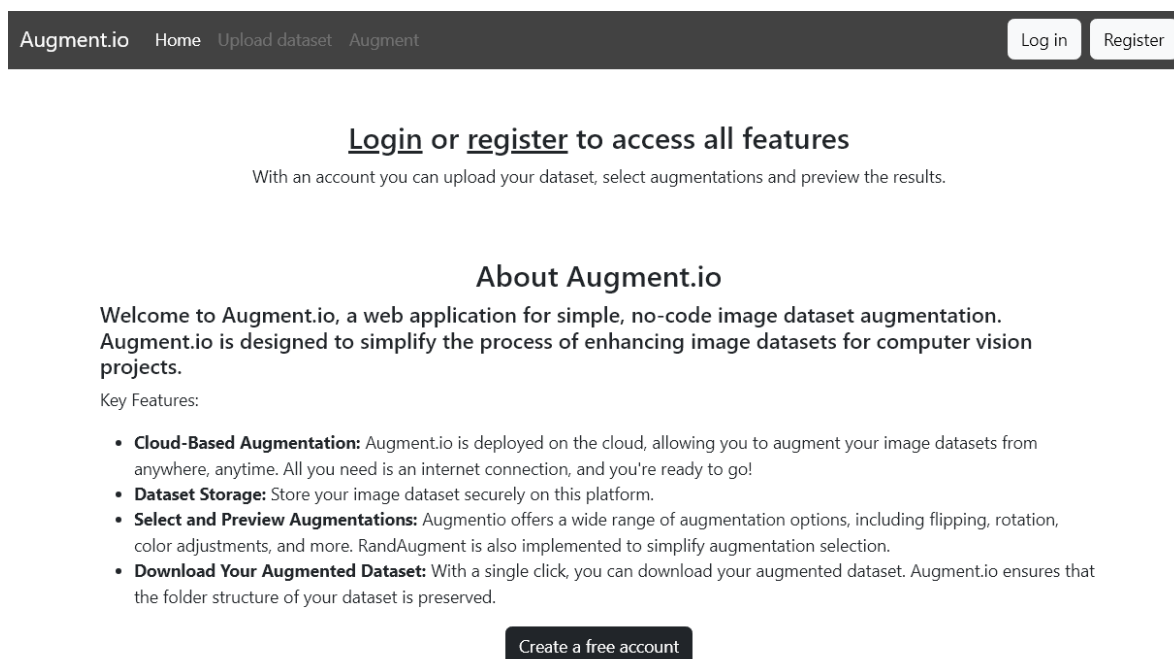 Augment.io Home Upload dataset Augment Log in Register
Login or register to access all features
With an account you can upload your dataset, select augmentations and preview the results.
About Augment.io
Welcome to Augment.io, a web application for simple, no-code image dataset augmentation.
Augment.io is designed to simplify the process of enhancing image datasets for computer vision
projects.
Key Features:
• Cloud-Based Augmentation: Augment.io is deployed on the cloud, allowing you to augment your image datasets from
anywhere, anytime. All you need is an internet connection, and you're ready to go!
• Dataset Storage: Store your image dataset securely on this platform.
• Select and Preview Augmentations: Augmentio offers a wide range of augmentation options, including flipping, rotation,
color adjustments, and more. RandAugment is also implemented to simplify augmentation selection.
• Download Your Augmented Dataset: With a single click, you can download your augmented dataset. Augment.io ensures that
the folder structure of your dataset is preserved.
Create a free account